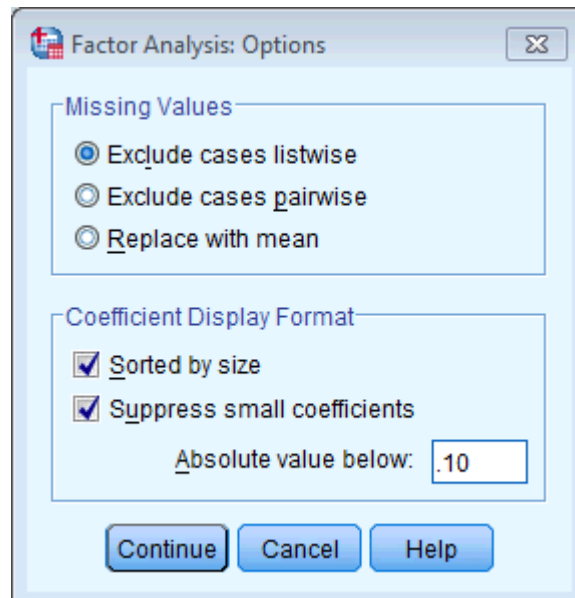 Factor Analysis: Options
Missing Values
Exclude cases listwise
Exclude cases pairwise
Replace with mean
Coefficient Display Format
Sorted by size
Suppress small coefficients
Absolute value below: .10
Continue Cancel Help